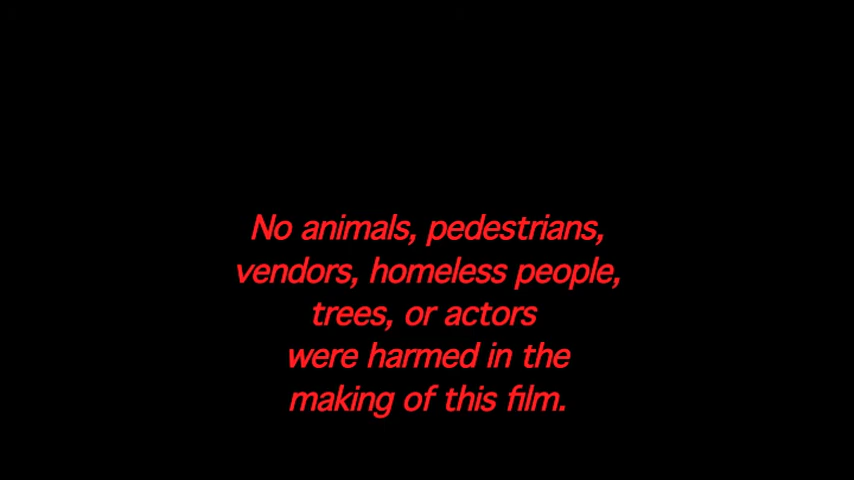 No animals, pedestrians,
vendors, homeless people,
trees, or actors
were harmed in the
making of this film.